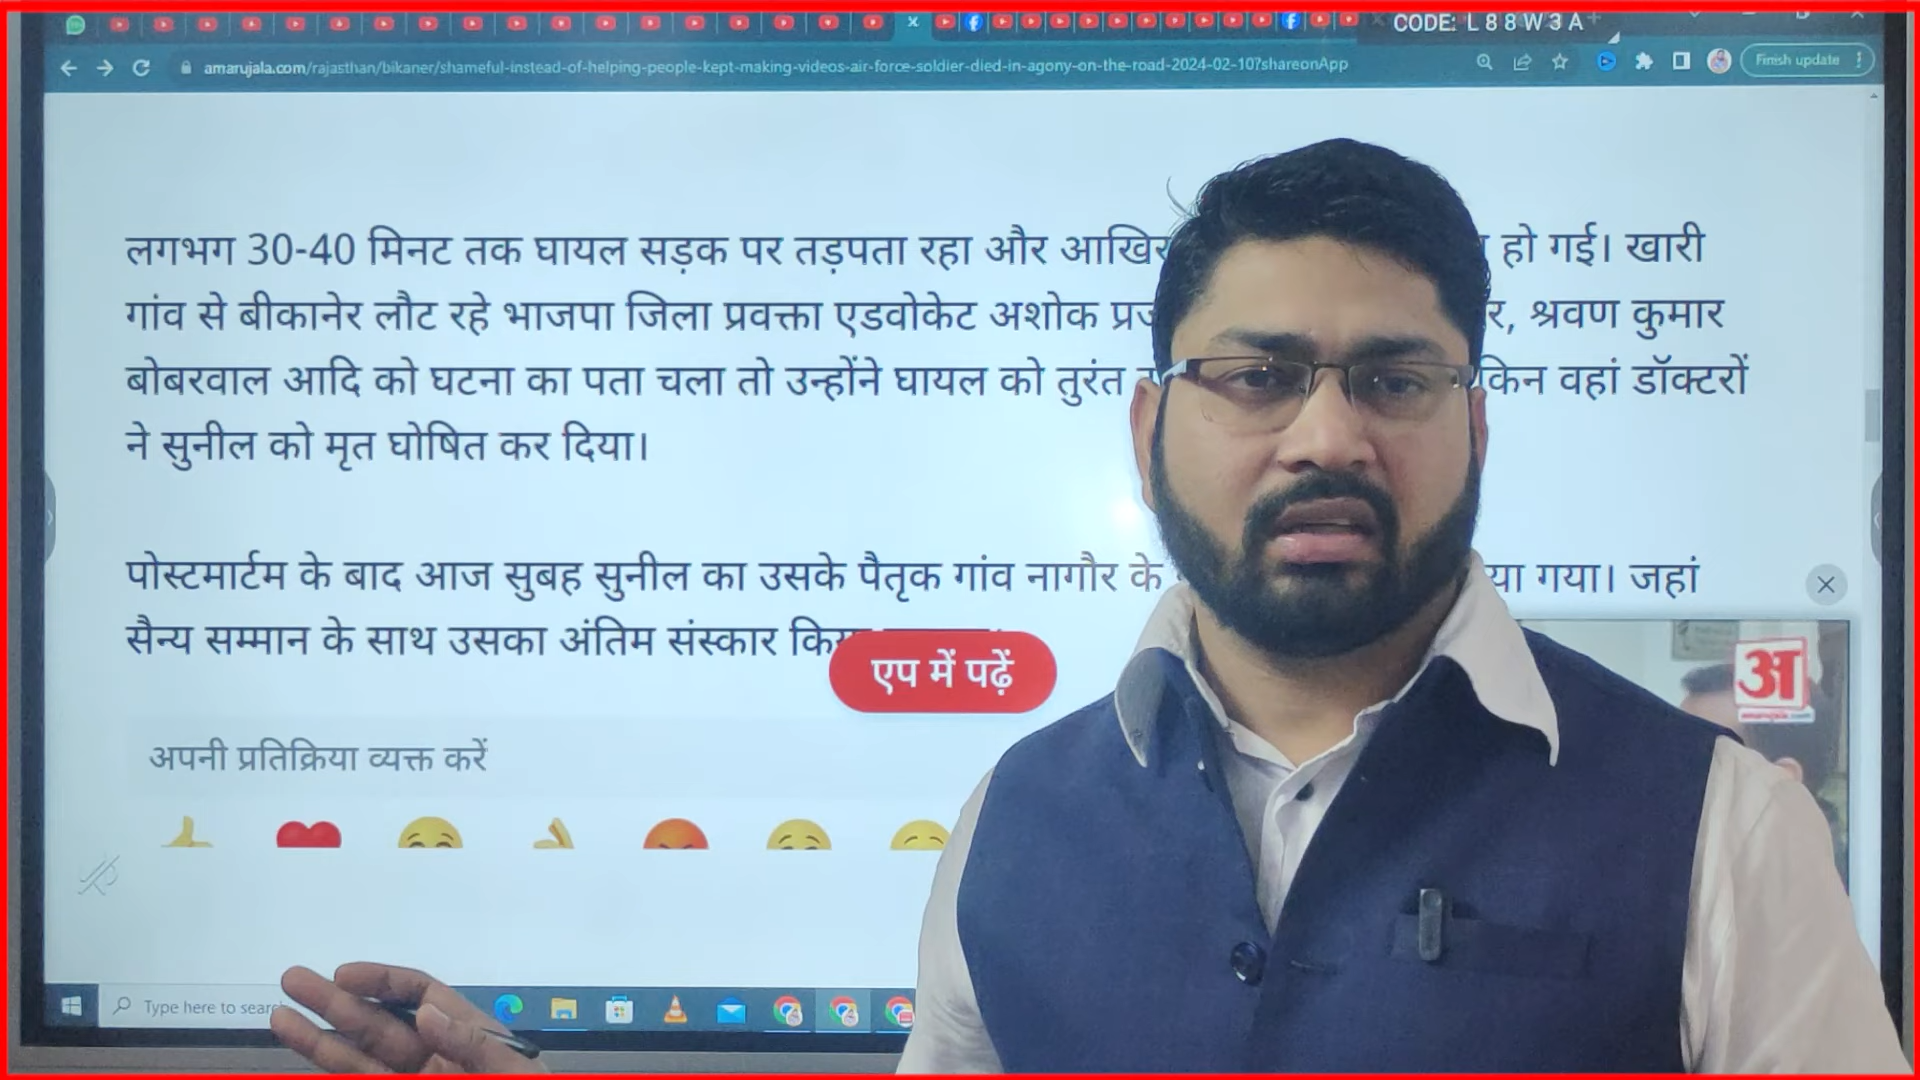 CODE: L 8 8 W 3 A
amarujala.com/rajasthan/bikaner/shameful-instead-of-helping-people-kept-making-videos-air-force-soldier-died-in-agony-on-the-road-2024-02-10?shareonApp
Finish update
लगभग 30-40 मिनट तक घायल सड़क पर तड़पता रहा और हो गई। खारी
गांव से बीकानेर लौट रहे भाजपा जिला प्रवक्ता एडवोकेट अशोक श्रवण कुमार
बोबरवाल आदि को घटना का पता चला तो उन्होंने घायल को तुरंत वहां डॉक्टरों
ने सुनील को मृत घोषित कर दिया।
पोस्टमार्टम के बाद आज सुबह सुनील का उसके पैतृक गांव नागौर के गया। जहां
सैन्य सम्मान के साथ उसका अंतिम संस्कार
एप में पढ़ें
अ
amarujala.com
अपनी प्रतिक्रिया व्यक्त करें
Type here to